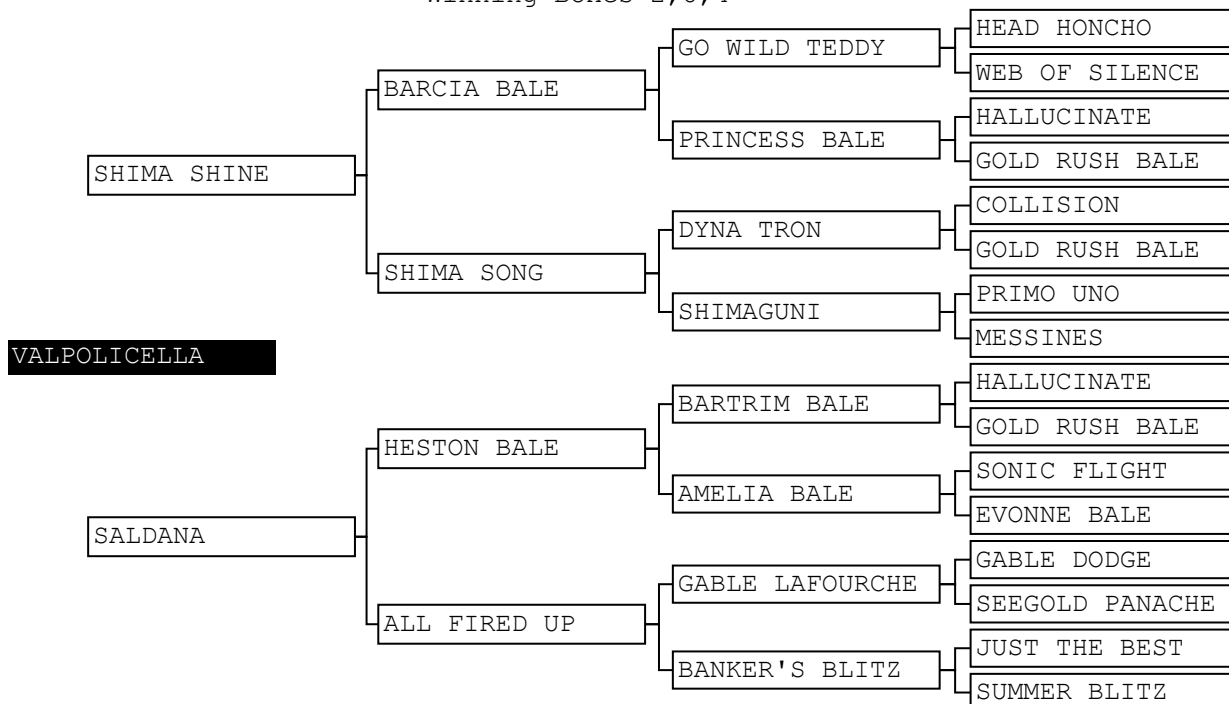 HEAD HONCHO
GO WILD TEDDY
WEB OF SILENCE
BARCIA BALE
HALLUCINATE
PRINCESS BALE
GOLD RUSH BALE
SHIMA SHINE
COLLISION
DYNA TRON
GOLD RUSH BALE
SHIMA SONG
PRIMO UNO
SHIMAGUNI
MESSINES
VALPOLICELLA
HALLUCINATE
BARTRIM BALE
GOLD RUSH BALE
HESTON BALE
SONIC FLIGHT
AMELIA BALE
EVONNE BALE
SALDANA
GABLE DODGE
GABLE LAFOURCHE
SEEGOLD PANACHE
ALL FIRED UP
JUST THE BEST
BANKER'S BLITZ
SUMMER BLITZ